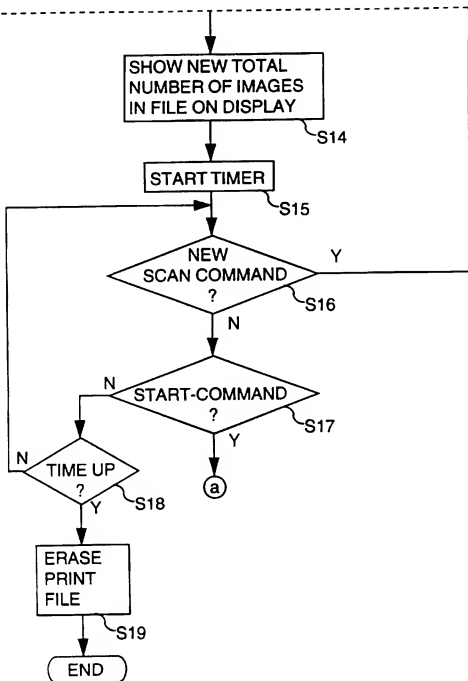 SHOW NEW TOTAL
NUMBER OF IMAGES
IN FILE ON DISPLAY
S14
START TIMER
S15
NEW
SCAN COMMAND
?
Y
S16
N
START-COMMAND
?
N
S17
Y
a
TIME UP
?
N
S18
Y
ERASE
PRINT
FILE
S19
END